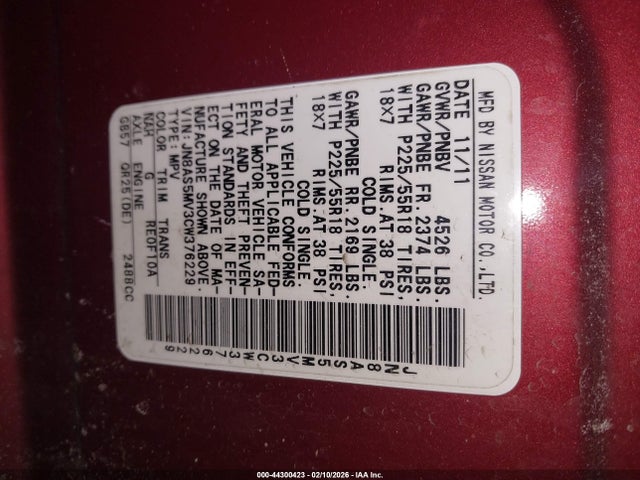 MFD BY NISSAN MOTOR CO.,LTD.
DATE 11/11
GVWR/PNBV 4526 LBS.
GAWR/PNBE FR. 2374 LBS.
WITH P225/55R18 TIRES,
18X7 RIMS.AT 38 PSI
COLD SINGLE.
GAWR/PNBE RR. 2169 LBS.
WITH P225/55R18 TIRES,
18X7 RIMS.AT 38 PSI
COLD SINGLE.
THIS VEHICLE CONFORMS
TO ALL APPLICABLE FED-
ERAL MOTOR VEHICLE SA-
FETY AND THEFT PREVEN-
TION STANDARDS IN EFF-
ECT ON THE DATE OF MA-
NUFACTURE SHOWN ABOVE.
VIN:JN8AS5MV3CW376229
TYPE:MPV
COLOR TRIM TRANS
NAH G RE0F10A
AXLE ENGINE
GB57 QR25(DE) 2488CC
JN8AS5MV3CW376229
000-44300423 - 02/10/2026 - IAA Inc.